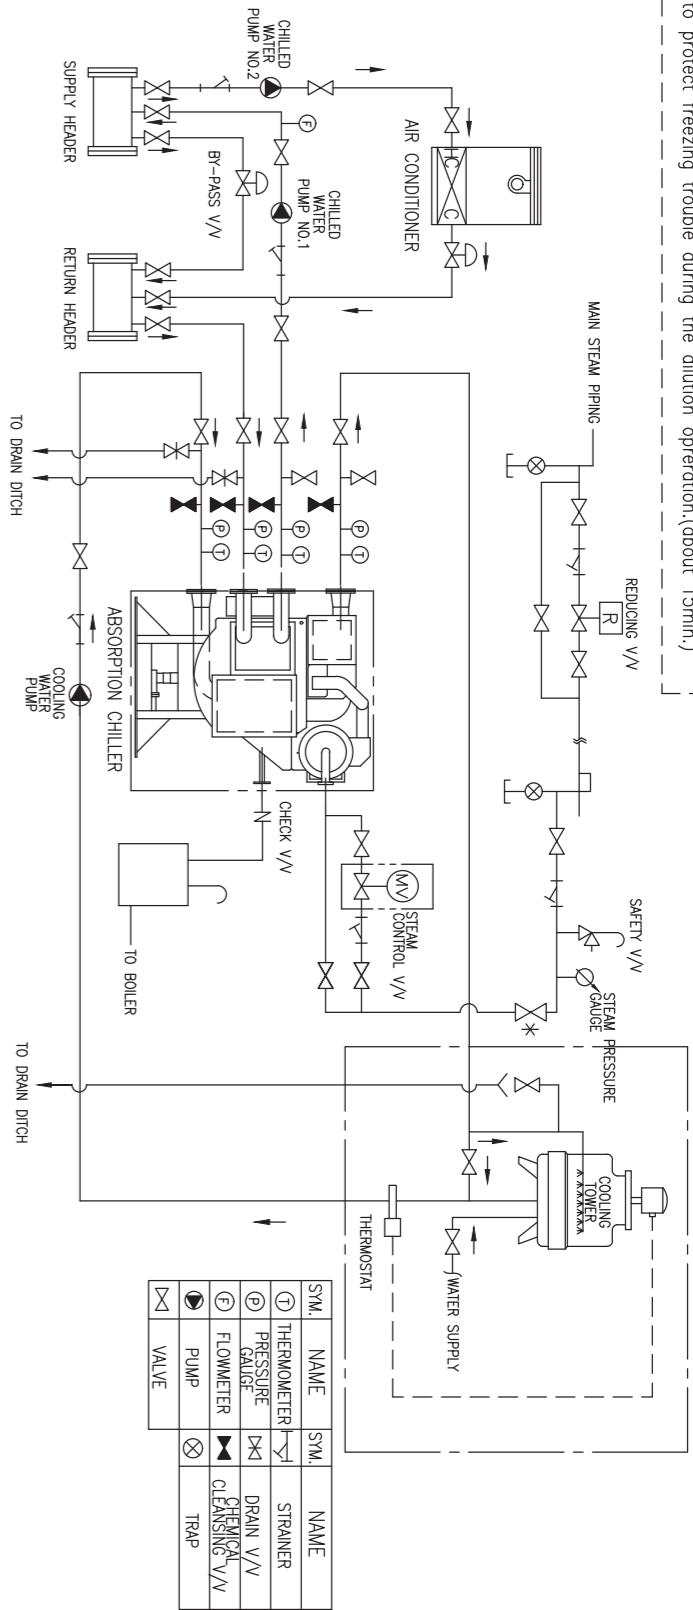 to protect freezing trouble during the dilution opreration.(about 15min.)
MAIN STEAM PIPING
REDUCING V/V
R
SAFETY V/V
STEAM PRESSURE
GAUGE
COOLING
TOWER
WATER SUPPLY
THERMOSTAT
AIR CONDITIONER
C
C
CHILLED
WATER
PUMP NO.2
F
CHILLED
WATER
PUMP NO.1
BY-PASS V/V
SUPPLY HEADER
RETURN HEADER
P
T
P
T
P
T
P
T
TO DRAIN DITCH
ABSORPTION CHILLER
COOLING
WATER
PUMP
CHECK V/V
MV
STEAM
CONTROL V/V
TO BOILER
TO DRAIN DITCH
SYM. NAME SYM. NAME
T THERMOMETER STRAINER
P PRESSURE
GAUGE DRAIN V/V
F FLOWMETER CHEMICAL
CLEANSING V/V
PUMP TRAP
VALVE